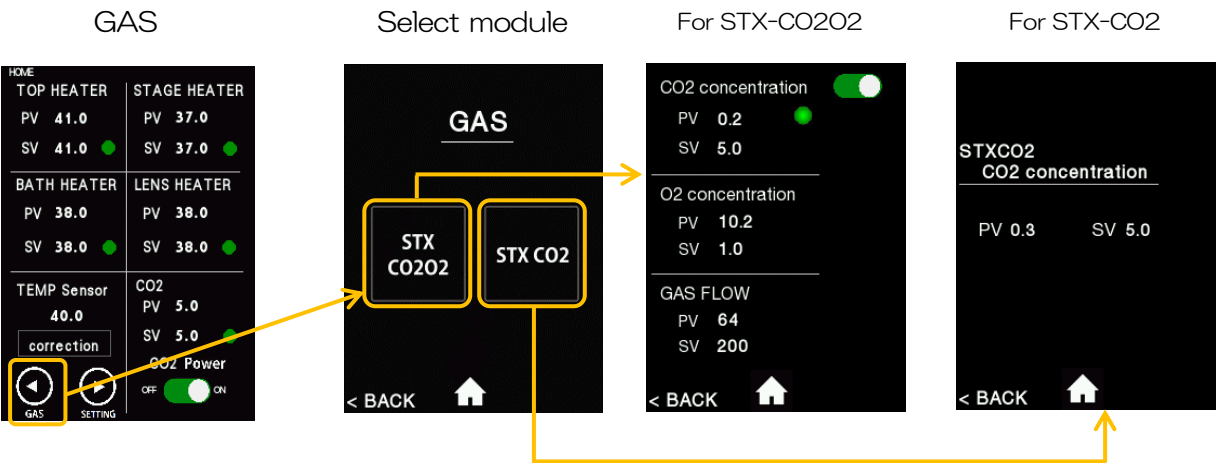 GAS
Select module
For STX-CO2O2
For STX-CO2
HOME
TOP HEATER
PV 41.0
SV 41.0
STAGE HEATER
PV 37.0
SV 37.0
BATH HEATER
PV 38.0
SV 38.0
LENS HEATER
PV 38.0
SV 38.0
TEMP Sensor
40.0
correction
CO2
PV 5.0
SV 5.0
CO2 Power
OFF ON
GAS
SETTING
GAS
STX
CO2O2
STX CO2
< BACK
CO2 concentration
PV 0.2
SV 5.0
O2 concentration
PV 10.2
SV 1.0
GAS FLOW
PV 64
SV 200
< BACK
STXCO2
CO2 concentration
PV 0.3 SV 5.0
< BACK